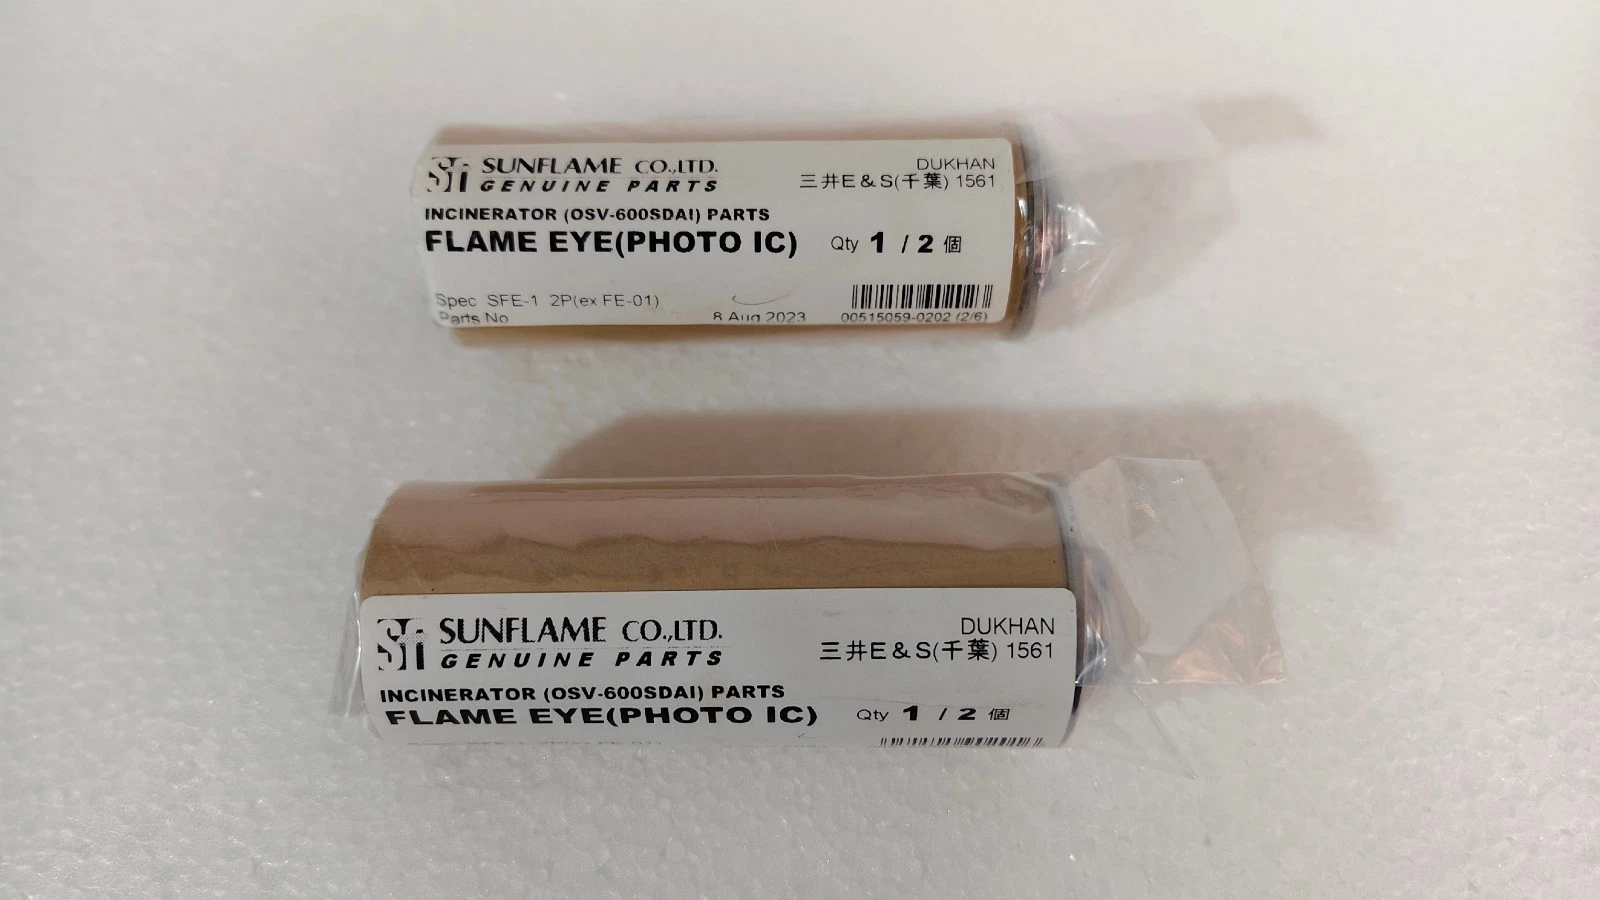 Sfi SUNFLAME CO.,LTD.
GENUINE PARTS
DUKHAN
三井E&S(千葉) 1561
INCINERATOR (OSV-600SDAI) PARTS
FLAME EYE(PHOTO IC) Qty 1 / 2 個
Spec SFE-1 2P(ex FE-01)
Parts No 8 Aug 2023 00515059-0202 (2/6)
Sfi SUNFLAME CO.,LTD.
GENUINE PARTS
DUKHAN
三井E&S(千葉) 1561
INCINERATOR (OSV-600SDAI) PARTS
FLAME EYE(PHOTO IC) Qty 1 / 2 個